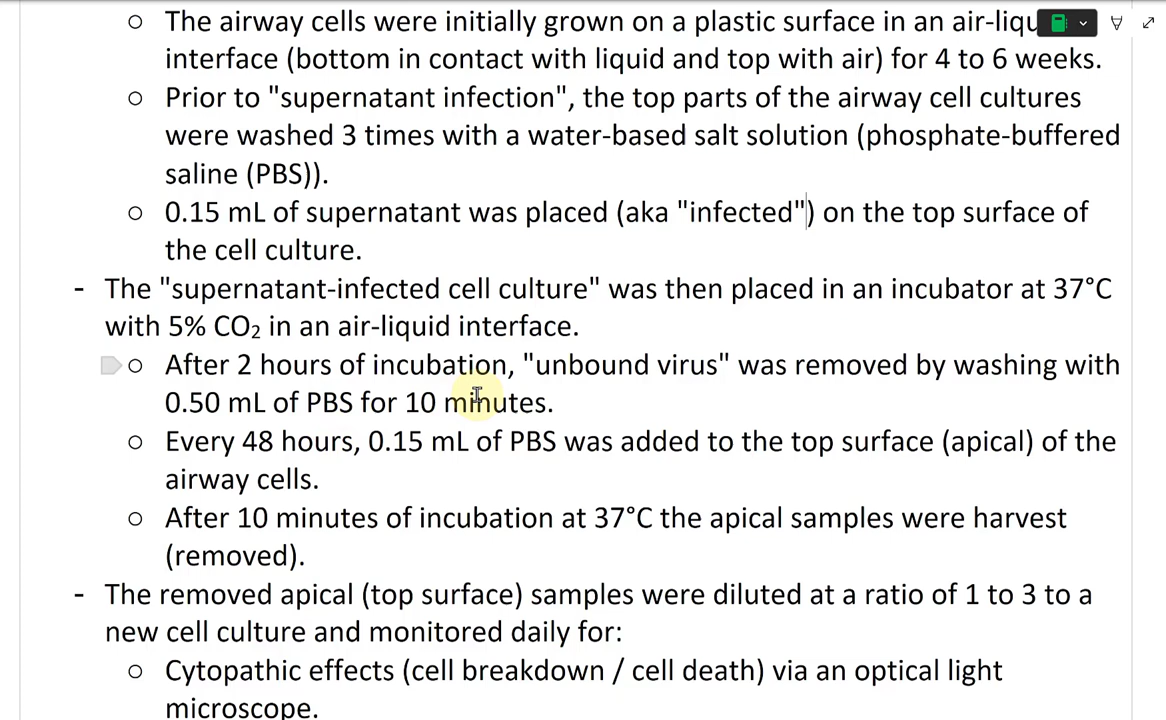 ○ The airway cells were initially grown on a plastic surface in an air-liqu
interface (bottom in contact with liquid and top with air) for 4 to 6 weeks.
○ Prior to "supernatant infection", the top parts of the airway cell cultures
were washed 3 times with a water-based salt solution (phosphate-buffered
saline (PBS)).
○ 0.15 mL of supernatant was placed (aka "infected") on the top surface of
the cell culture.
- The "supernatant-infected cell culture" was then placed in an incubator at 37°C
with 5% CO₂ in an air-liquid interface.
○ After 2 hours of incubation, "unbound virus" was removed by washing with
0.50 mL of PBS for 10 minutes.
○ Every 48 hours, 0.15 mL of PBS was added to the top surface (apical) of the
airway cells.
○ After 10 minutes of incubation at 37°C the apical samples were harvest
(removed).
- The removed apical (top surface) samples were diluted at a ratio of 1 to 3 to a
new cell culture and monitored daily for:
○ Cytopathic effects (cell breakdown / cell death) via an optical light
microscope.